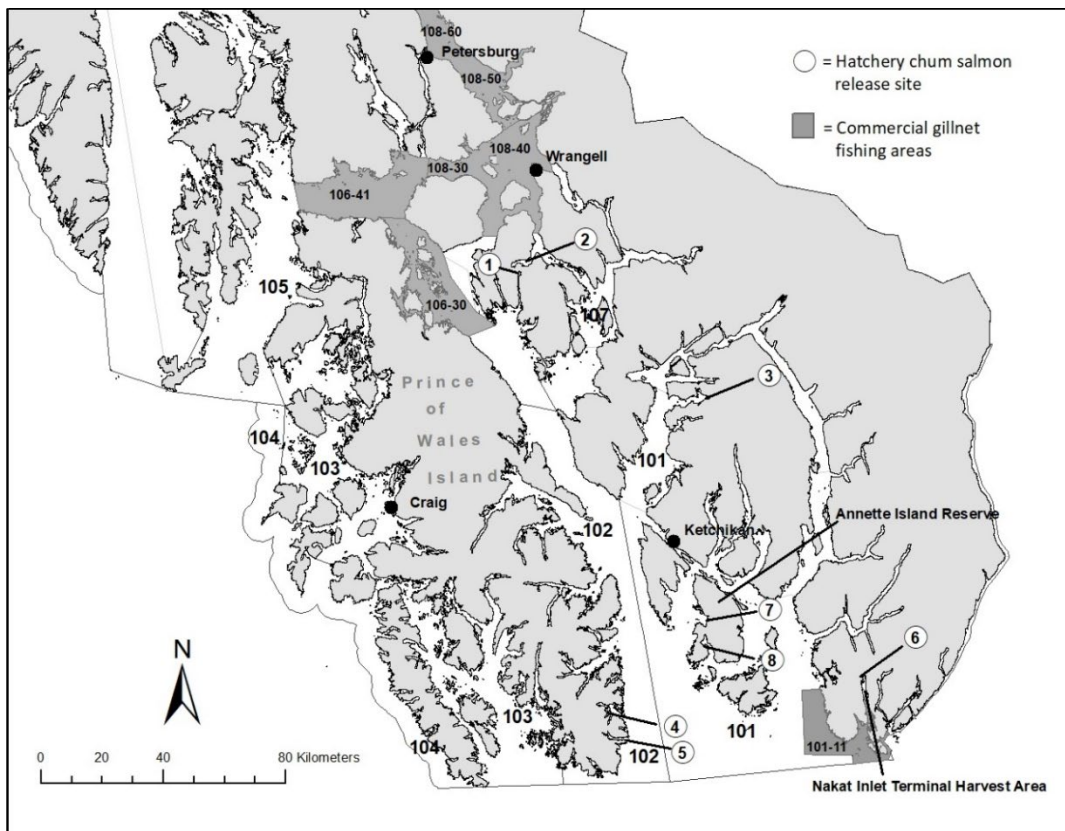 108-60
Petersburg
108-50
= Hatchery chum salmon
release site
= Commercial gillnet
fishing areas
108-40
Wrangell
108-30
106-41
2
1
105
106-30
107
3
Prince
of
Wales
Island
104
103
101
Craig
Annette Island Reserve
102
Ketchikan
7
6
8
N
4
103
101
5
104
102
101-11
0 20 40 80 Kilometers
Nakat Inlet Terminal Harvest Area